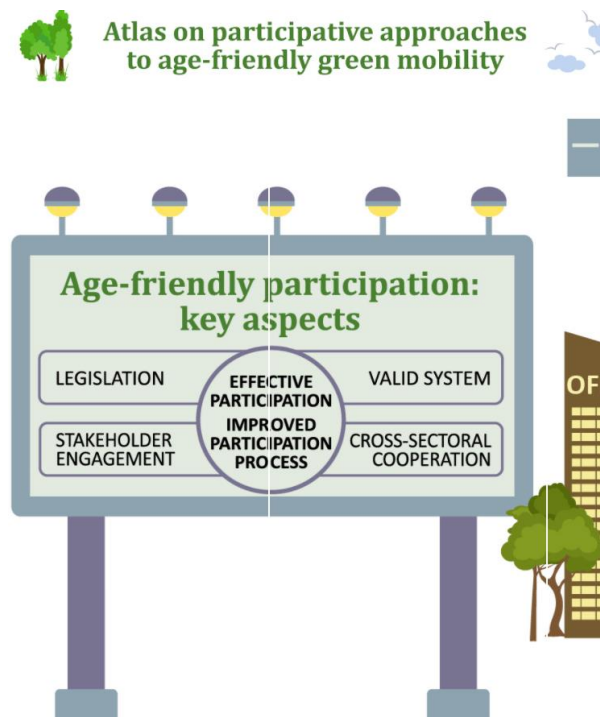 Atlas on participative approaches
to age-friendly green mobility
Age-friendly participation:
key aspects
LEGISLATION
VALID SYSTEM
EFFECTIVE
PARTICIPATION
IMPROVED
PARTICIPATION
PROCESS
STAKEHOLDER
ENGAGEMENT
CROSS-SECTORAL
COOPERATION
OF